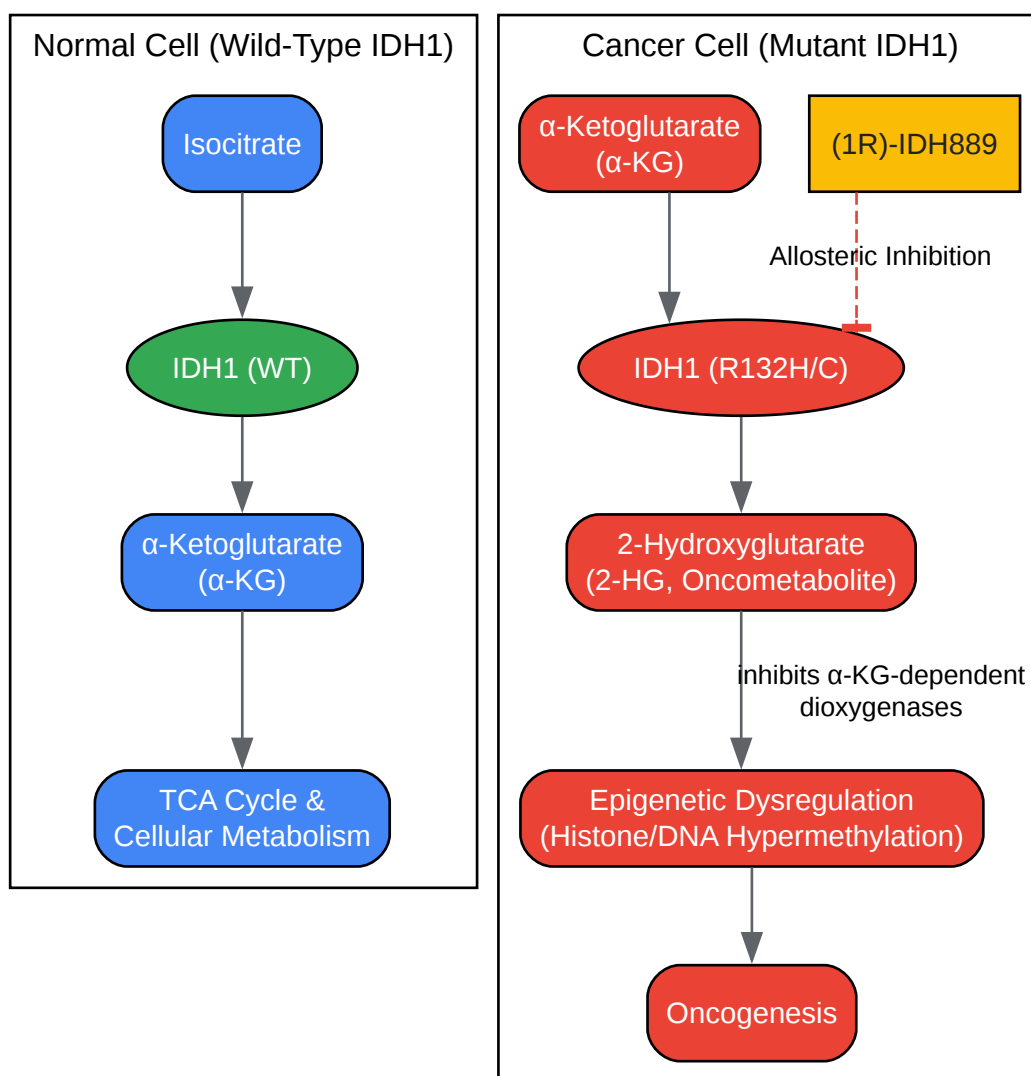 Normal Cell (Wild-Type IDH1)
Isocitrate
IDH1 (WT)
α-Ketoglutarate
(α-KG)
TCA Cycle &
Cellular Metabolism
Cancer Cell (Mutant IDH1)
α-Ketoglutarate
(α-KG)
(1R)-IDH889
Allosteric Inhibition
IDH1 (R132H/C)
2-Hydroxyglutarate
(2-HG, Oncometabolite)
inhibits α-KG-dependent
dioxygenases
Epigenetic Dysregulation
(Histone/DNA Hypermethylation)
Oncogenesis